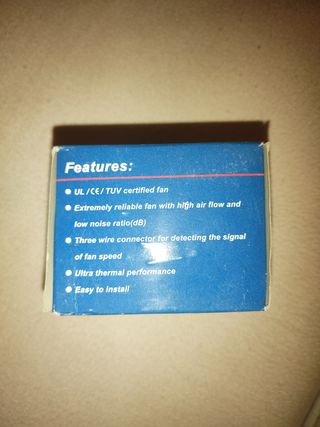 Features:
UL /CE/ TUV certified fan
Extremely reliable fan with high air flow and
low noise ratio(dB)
Three wire connector for detecting the signal
of fan speed
Ultra thermal performance
Easy to install